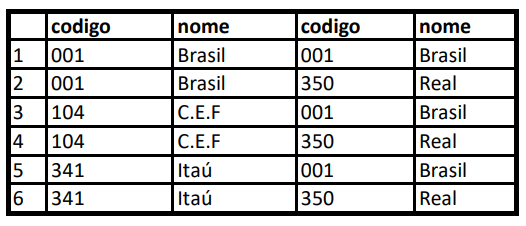 codigo nome codigo nome
1 001 Brasil 001 Brasil
2 001 Brasil 350 Real
3 104 C.E.F 001 Brasil
4 104 C.E.F 350 Real
5 341 Itaú 001 Brasil
6 341 Itaú 350 Real